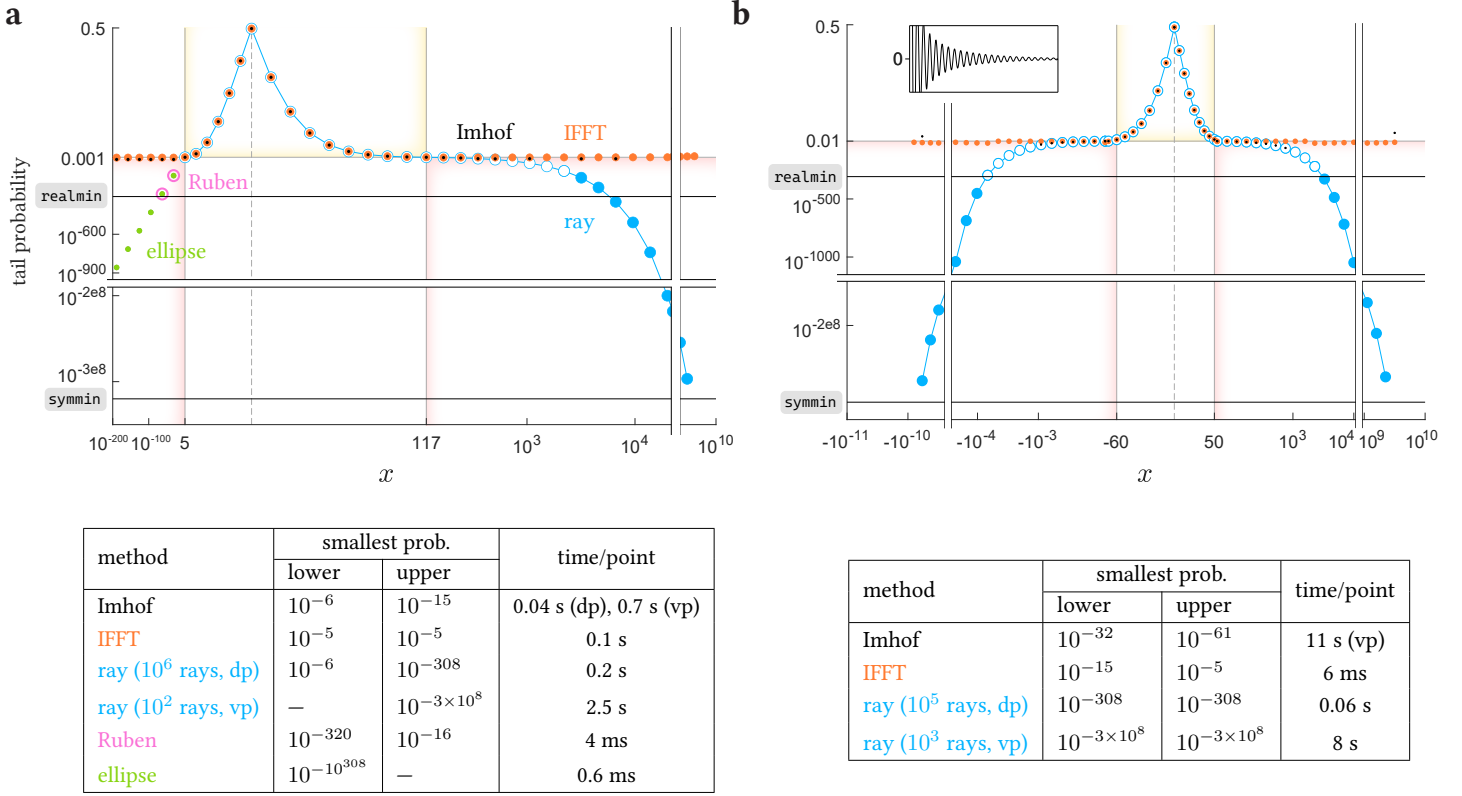 a
0.5
Imhof
IFFT
0.001
Ruben
realmin
ray
10^-600
ellipse
10^-900
10^-2e8
10^-3e8
symmin
10^-200 10^-100 5 117 10^3 10^4 10^10
tail probability
x
b
0.5
0
0.01
realmin
10^-500
10^-1000
10^-2e8
symmin
-10^-11 -10^-10 -10^-4 -10^-3 -60 50 10^3 10^4 10^9 10^10
x
method smallest prob. time/point
lower upper
Imhof 10^−6 10^−15 0.04 s (dp), 0.7 s (vp)
IFFT 10^−5 10^−5 0.1 s
ray (10^6 rays, dp) 10^−6 10^−308 0.2 s
ray (10^2 rays, vp) – 10^−3×10^8 2.5 s
Ruben 10^−320 10^−16 4 ms
ellipse 10^−10^308 – 0.6 ms
method smallest prob. time/point
lower upper
Imhof 10^−32 10^−61 11 s (vp)
IFFT 10^−15 10^−5 6 ms
ray (10^5 rays, dp) 10^−308 10^−308 0.06 s
ray (10^3 rays, vp) 10^−3×10^8 10^−3×10^8 8 s